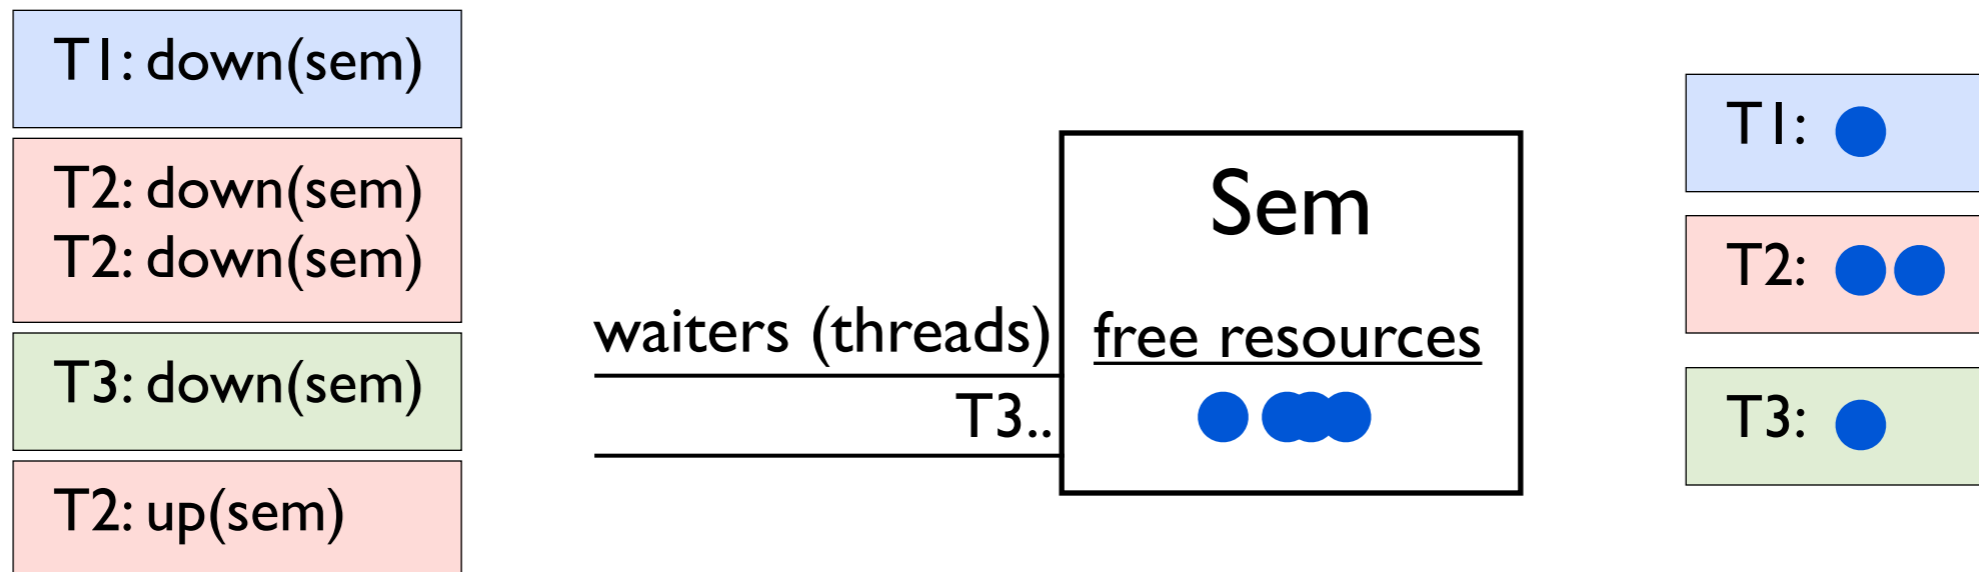 T1: down(sem)
T2: down(sem)
T2: down(sem)
T3: down(sem)
T2: up(sem)
waiters (threads)
T3..
Sem
free resources
T1:
T2:
T3: